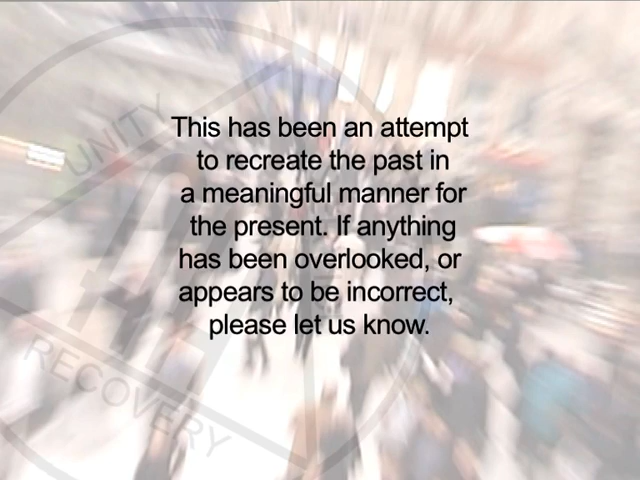 UNITY
This has been an attempt
to recreate the past in
a meaningful manner for
the present. If anything
has been overlooked, or
appears to be incorrect,
please let us know.
RECOVERY